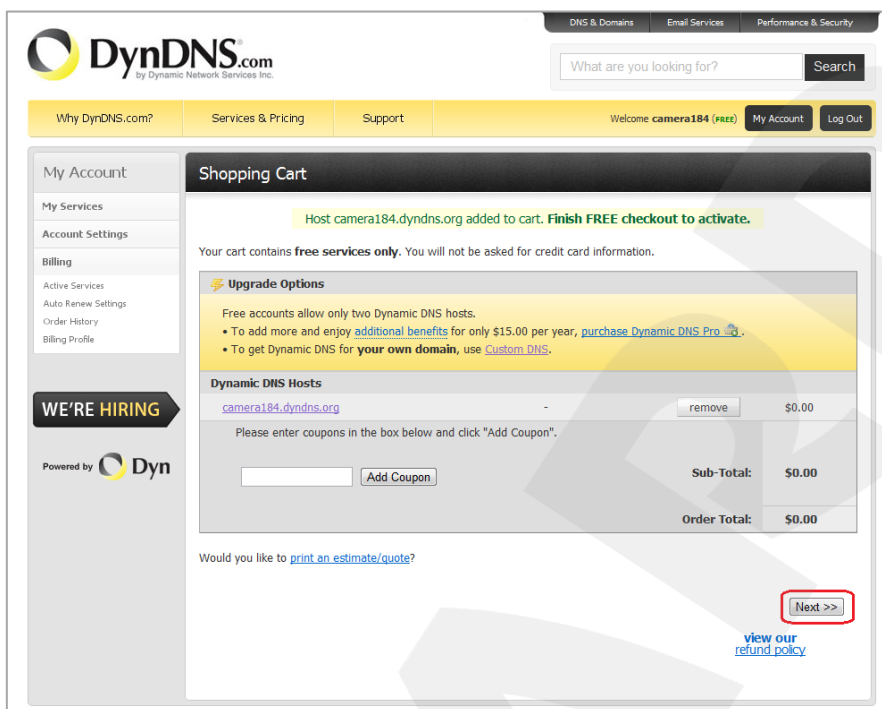 DNS & Domains Email Services Performance & Security
DynDNS.com
by Dynamic Network Services Inc.
What are you looking for? Search
Why DynDNS.com? Services & Pricing Support Welcome camera184 (FREE) My Account Log Out
My Account
My Services
Account Settings
Billing
Active Services
Auto Renew Settings
Order History
Billing Profile
WE'RE HIRING
Powered by Dyn
Shopping Cart
Host camera184.dyndns.org added to cart. Finish FREE checkout to activate.
Your cart contains free services only. You will not be asked for credit card information.
Upgrade Options
Free accounts allow only two Dynamic DNS hosts.
• To add more and enjoy additional benefits for only $15.00 per year, purchase Dynamic DNS Pro .
• To get Dynamic DNS for your own domain, use Custom DNS.
Dynamic DNS Hosts
camera184.dyndns.org - remove $0.00
Please enter coupons in the box below and click "Add Coupon".
Add Coupon
Sub-Total: $0.00
Order Total: $0.00
Would you like to print an estimate/quote?
Next >>
view our
refund policy